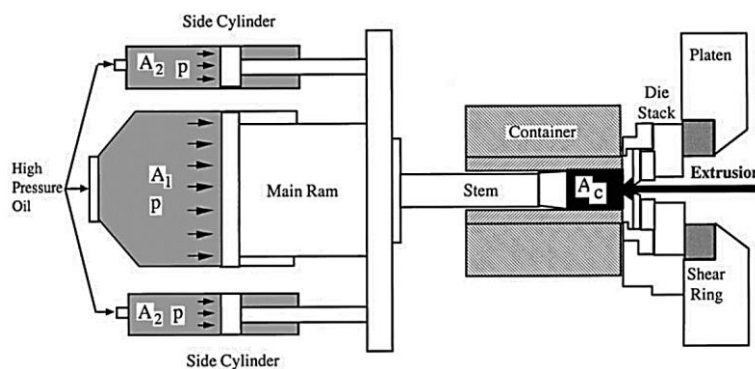 Side Cylinder
A2 p
Platen
Die
Stack
Container
High
Pressure
Oil
A1
p
Main Ram
Stem
Ac
Extrusion
A2 p
Shear
Ring
Side Cylinder